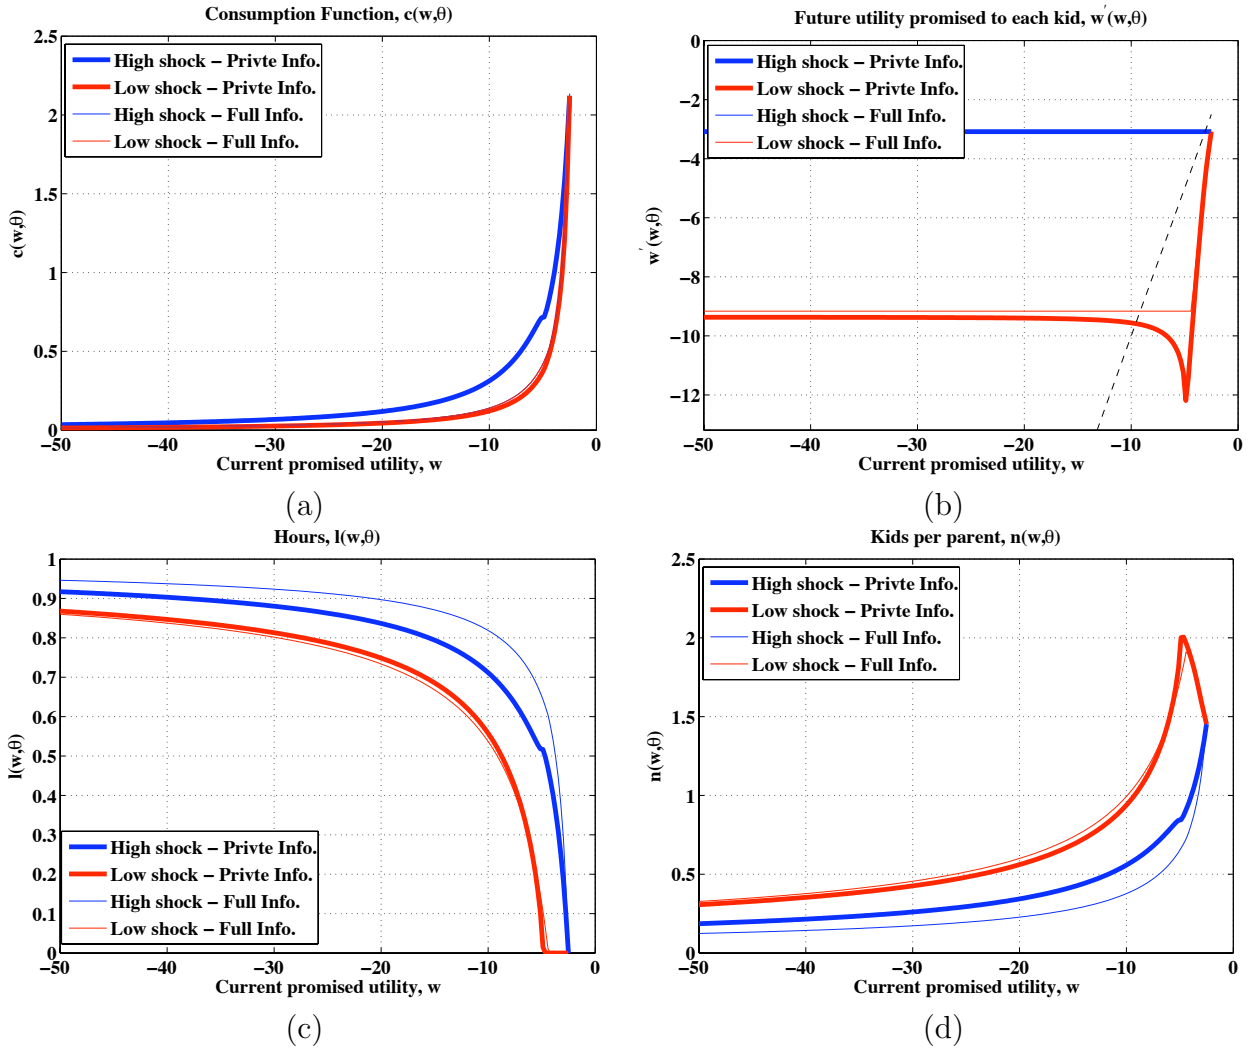 Consumption Function, c(w,θ)
2.5
2
1.5
1
0.5
0
c(w,θ)
High shock − Privte Info.
Low shock − Privte Info.
High shock − Full Info.
Low shock − Full Info.
−50 −40 −30 −20 −10 0
Current promised utility, w
(a)
Future utility promised to each kid, w′(w,θ)
0
−2
−4
−6
−8
−10
−12
w′(w,θ)
High shock − Privte Info.
Low shock − Privte Info.
High shock − Full Info.
Low shock − Full Info.
−50 −40 −30 −20 −10 0
Current promised utility, w
(b)
Hours, l(w,θ)
1
0.9
0.8
0.7
0.6
0.5
0.4
0.3
0.2
0.1
0
l(w,θ)
High shock − Privte Info.
Low shock − Privte Info.
High shock − Full Info.
Low shock − Full Info.
−50 −40 −30 −20 −10 0
Current promised utility, w
(c)
Kids per parent, n(w,θ)
2.5
2
1.5
1
0.5
0
n(w,θ)
High shock − Privte Info.
Low shock − Privte Info.
High shock − Full Info.
Low shock − Full Info.
−50 −40 −30 −20 −10 0
Current promised utility, w
(d)